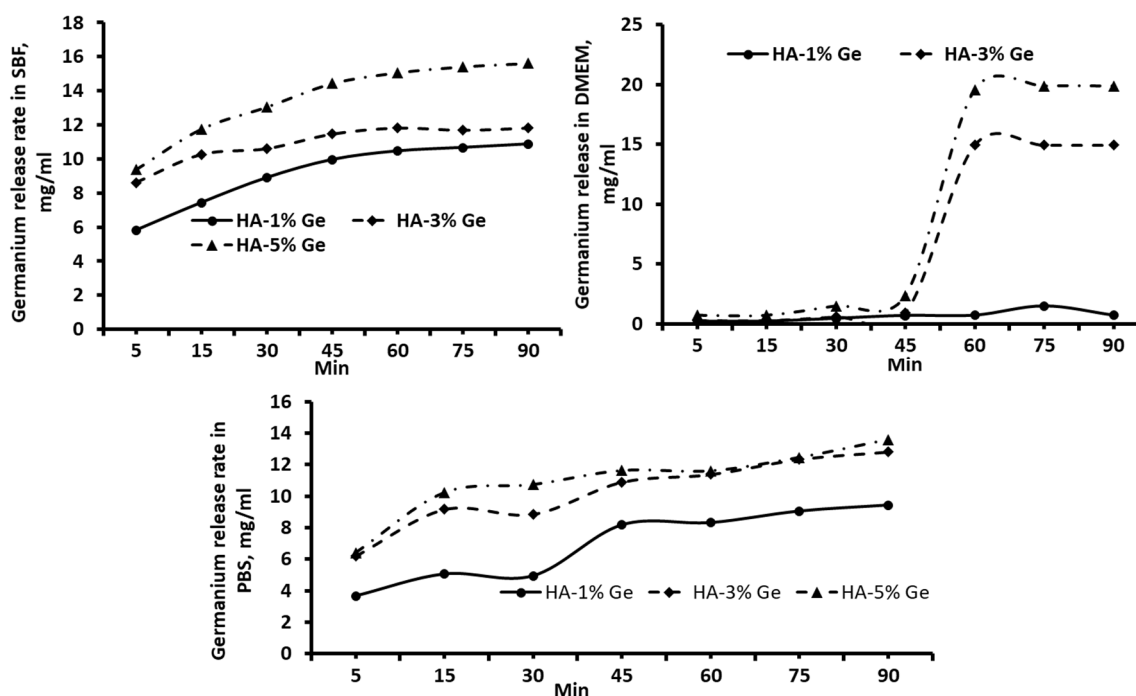 Germanium release rate in SBF,
mg/ml
18
16
14
12
10
8
6
4
2
0
HA-1% Ge
HA-3% Ge
HA-5% Ge
5 15 30 45 60 75 90
Min
Germanium release in DMEM,
mg/ml
25
20
15
10
5
0
HA-1% Ge
HA-3% Ge
5 15 30 45 60 75 90
Min
Germanium release rate in
PBS, mg/ml
16
14
12
10
8
6
4
2
0
HA-1% Ge
HA-3% Ge
HA-5% Ge
5 15 30 45 60 75 90
Min